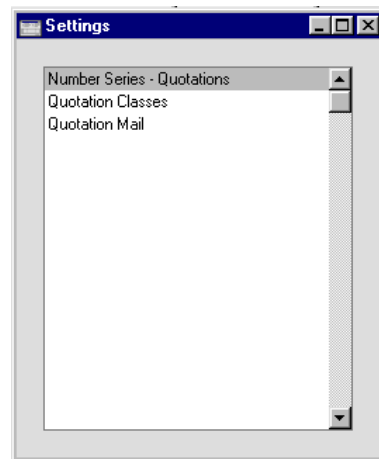 Settings
Number Series - Quotations
Quotation Classes
Quotation Mail